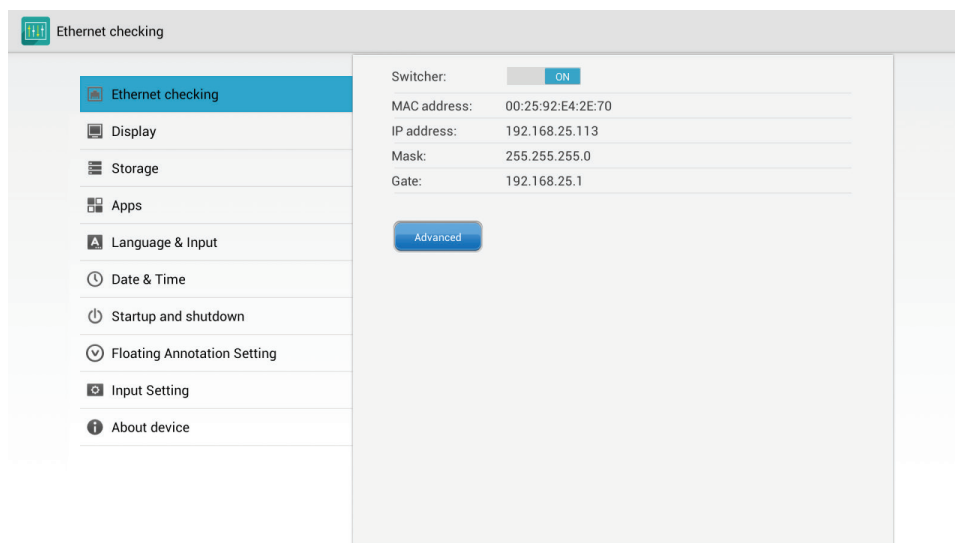 Ethernet checking
Ethernet checking
Display
Storage
Apps
Language & Input
Date & Time
Startup and shutdown
Floating Annotation Setting
Input Setting
About device
Switcher: ON
MAC address: 00:25:92:E4:2E:70
IP address: 192.168.25.113
Mask: 255.255.255.0
Gate: 192.168.25.1
Advanced